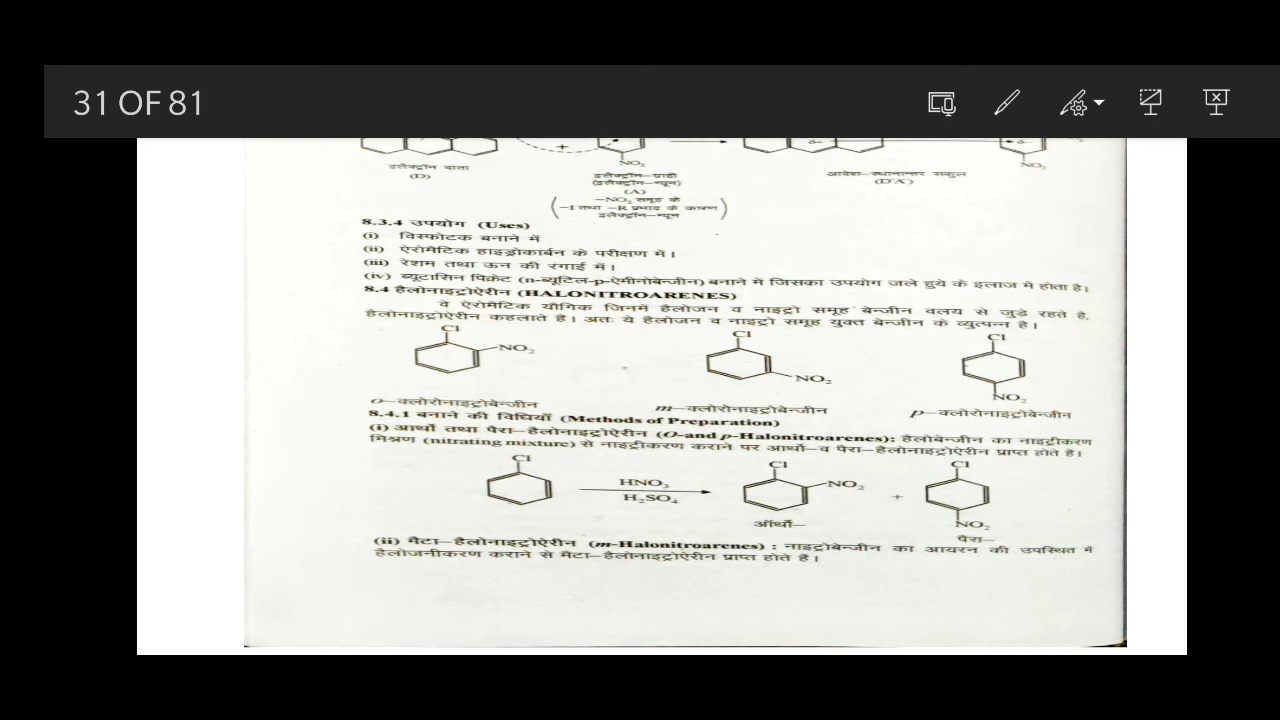 31 OF 81
NO₂
NO₂
इलैक्ट्रॉन दाता
(D)
इलैक्ट्रॉन–ग्राही
(इलैक्ट्रॉन–न्यून)
(A)
–NO₂ समूह के
–I तथा –R प्रभाव के कारण
इलैक्ट्रॉन–न्यून
आवेश–स्थानान्तर संकुल
8.3.4 उपयोग (Uses)
(i) विस्फोटक बनाने में
(ii) ऐरोमैटिक हाइड्रोकार्बन के परीक्षण में।
(iii) रेशम तथा ऊन की रंगाई में।
(iv) ब्यूटासिन पिक्रेट (n-ब्यूटिल-p-ऐमीनोबेन्जीन) बनाने में जिसका उपयोग जले हुये के इलाज में होता है।
8.4 हैलोनाइट्रोऐरीन (HALONITROARENES)
वे ऐरोमैटिक यौगिक जिनमें हैलोजन व नाइट्रो समूह बेन्जीन वलय से जुड़े रहते है,
हैलोनाइट्रोऐरीन कहलाते हैं। अतः ये हैलोजन व नाइट्रो समूह युक्त बेन्जीन के व्युत्पन्न है।
Cl Cl Cl
NO₂ NO₂ NO₂
o–क्लोरोनाइट्रोबेन्जीन m–क्लोरोनाइट्रोबेन्जीन p–क्लोरोनाइट्रोबेन्जीन
8.4.1 बनाने की विधियाँ (Methods of Preparation)
(i) आर्थो तथा पैरा–हैलोनाइट्रोऐरीन (O-and p-Halonitroarenes): हैलोबेन्जीन का नाइट्रीकरण
मिश्रण (nitrating mixture) से नाइट्रीकरण कराने पर आर्थो–व पैरा–हैलोनाइट्रोऐरीन प्राप्त होते हैं।
Cl Cl Cl
HNO₃ NO₂
H₂SO₄ +
ऑर्थो– NO₂
पैरा–
(ii) मैटा–हैलोनाइट्रोऐरीन (m-Halonitroarenes) : नाइट्रोबेन्जीन का आयरन की उपस्थित में
हैलोजनीकरण कराने से मैटा–हैलोनाइट्रोऐरीन प्राप्त होते हैं।